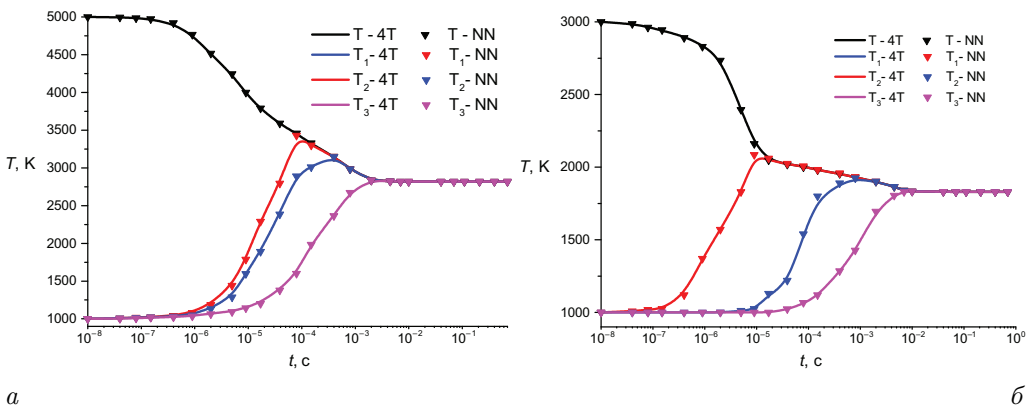 5000
4500
4000
3500
3000
2500
2000
1500
1000
T, K
10⁻⁸ 10⁻⁷ 10⁻⁶ 10⁻⁵ 10⁻⁴ 10⁻³ 10⁻² 10⁻¹
t, с
T - 4T T - NN
T₁- 4T T₁- NN
T₂- 4T T₂- NN
T₃- 4T T₃- NN
а
3000
2500
2000
1500
1000
T, K
10⁻⁸ 10⁻⁷ 10⁻⁶ 10⁻⁵ 10⁻⁴ 10⁻³ 10⁻² 10⁻¹ 10⁰
t, с
T - 4T T - NN
T₁- 4T T₁- NN
T₂- 4T T₂- NN
T₃- 4T T₃- NN
б